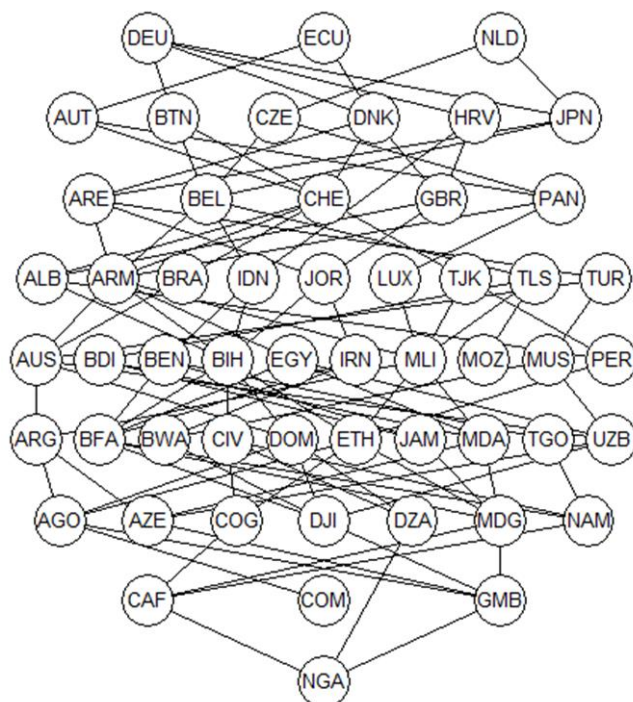 DEU ECU NLD
AUT BTN CZE DNK HRV JPN
ARE BEL CHE GBR PAN
ALB ARM BRA IDN JOR LUX TJK TLS TUR
AUS BDI BEN BIH EGY IRN MLI MOZ MUS PER
ARG BFA BWA CIV DOM ETH JAM MDA TGO UZB
AGO AZE COG DJI DZA MDG NAM
CAF COM GMB
NGA